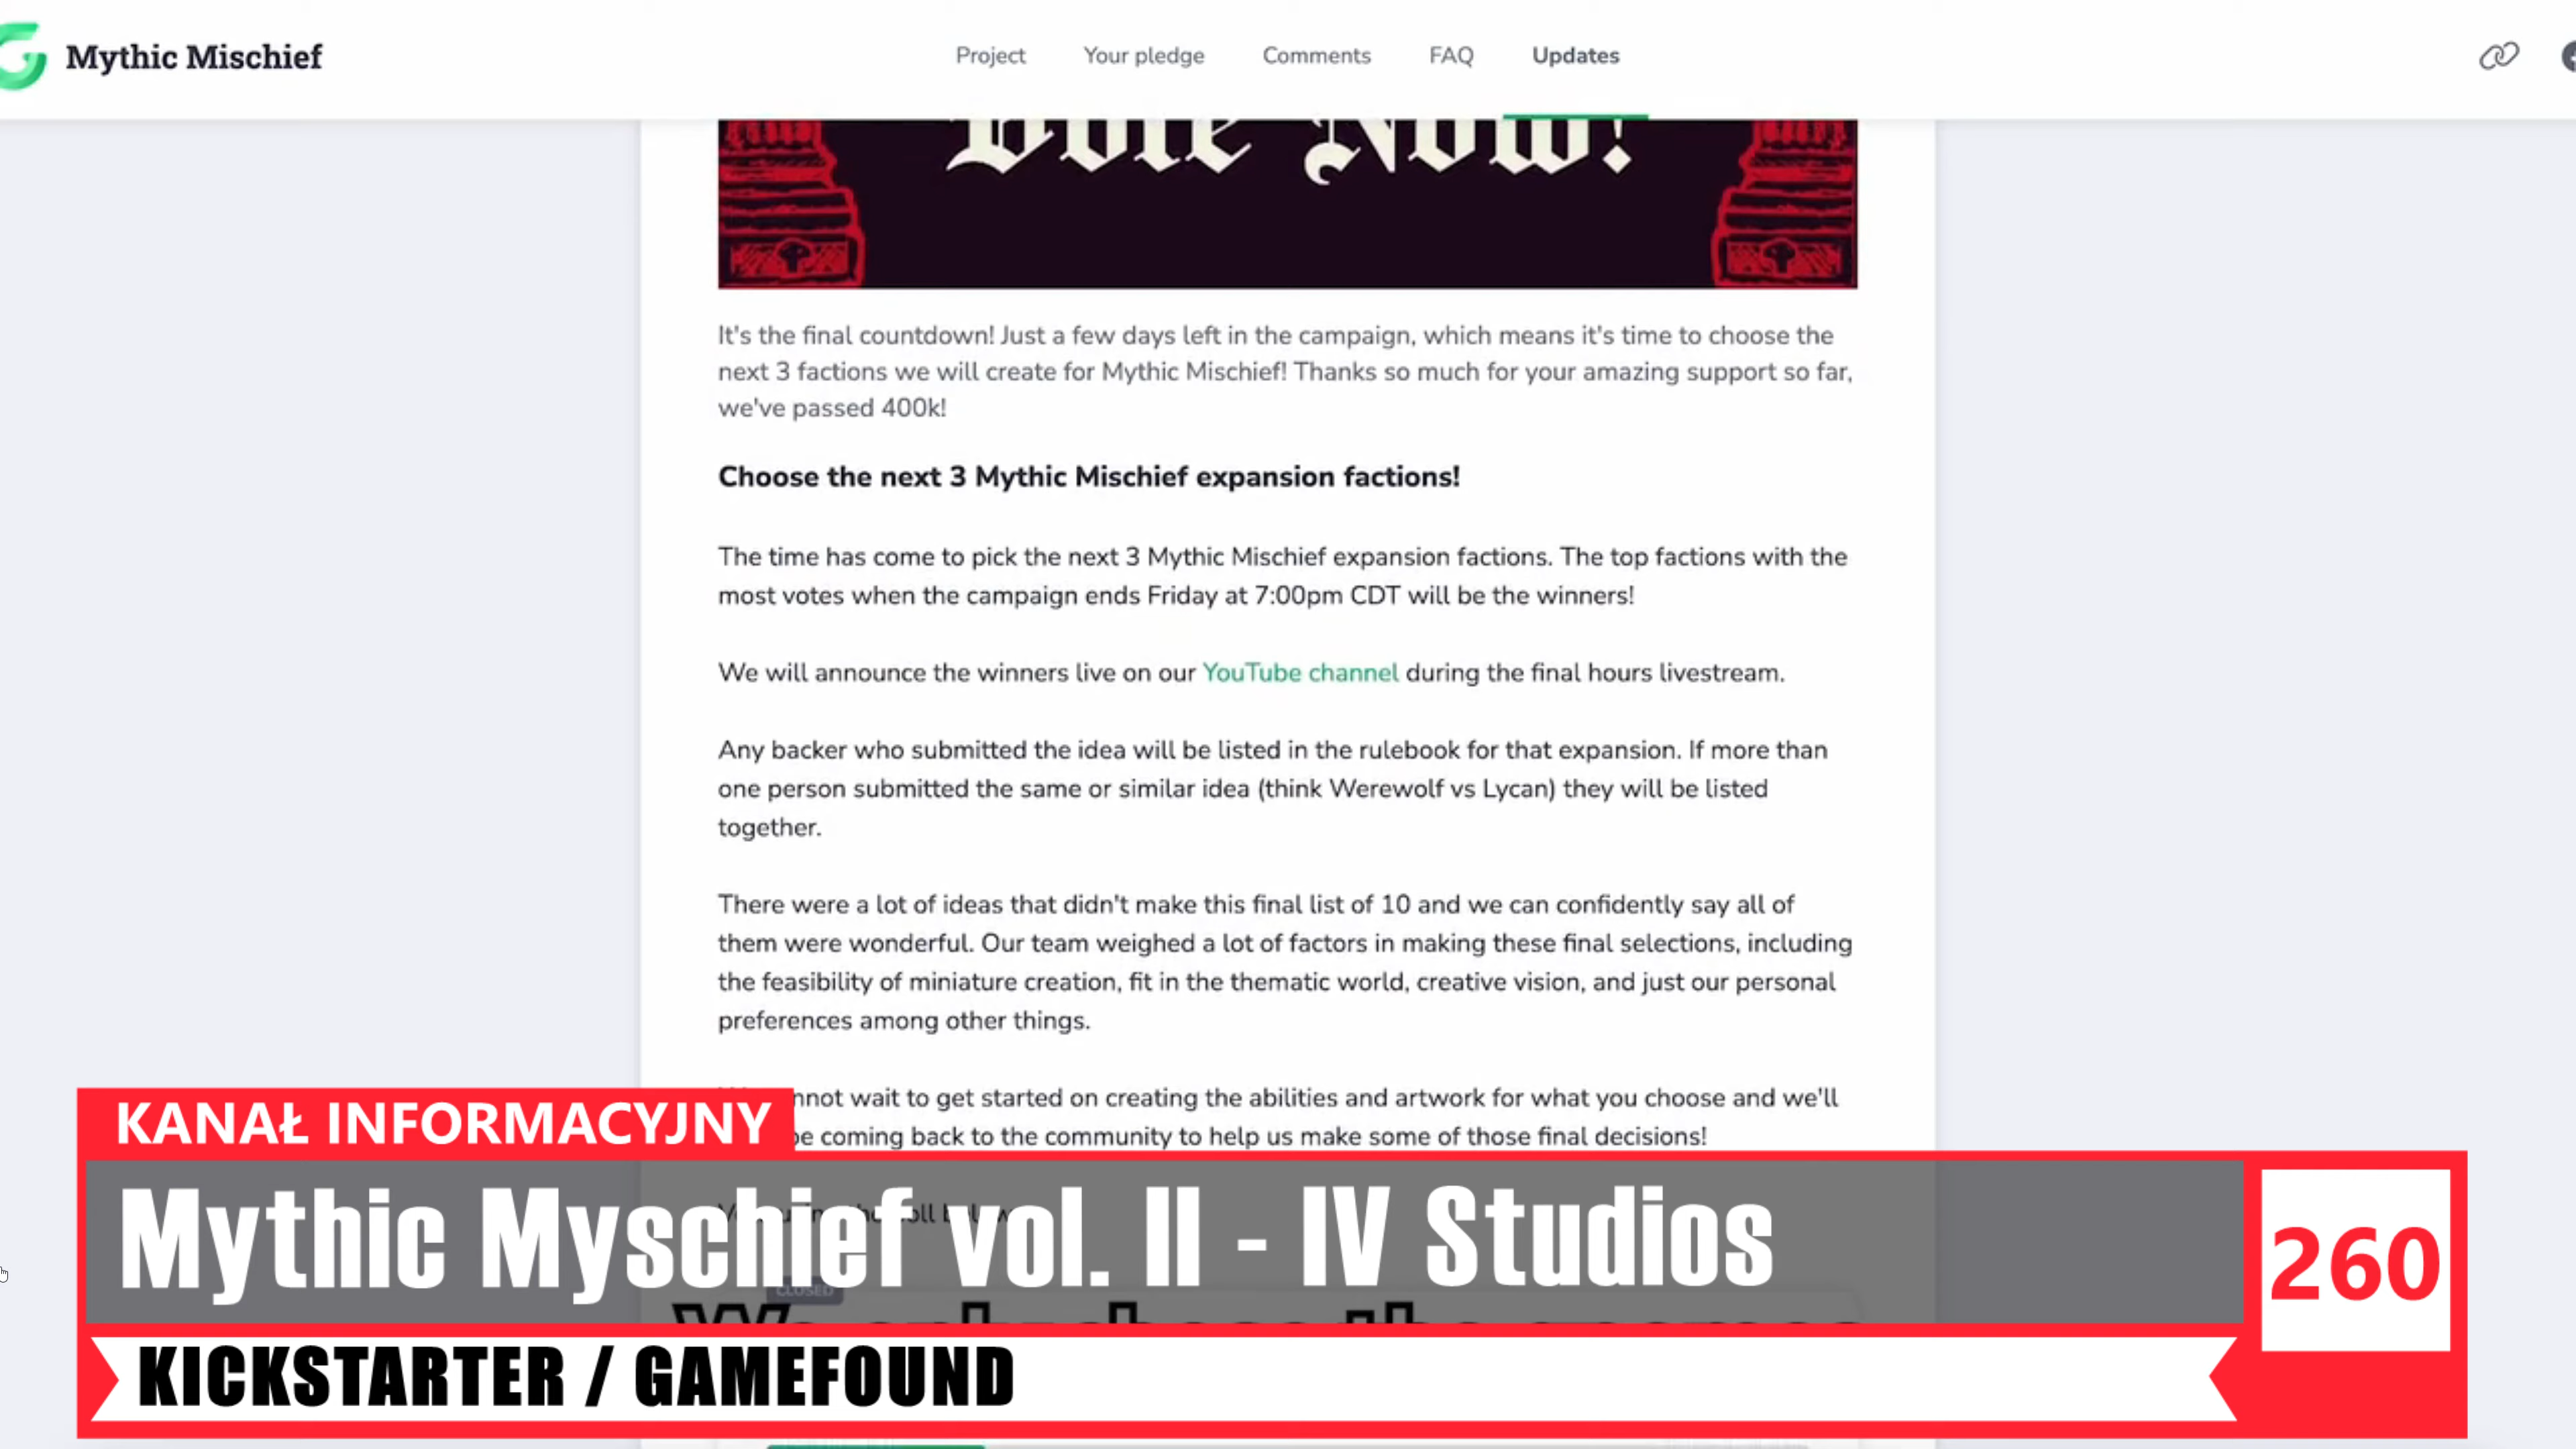 Mythic Mischief
Project Your pledge Comments FAQ Updates
Vote Now!
It's the final countdown! Just a few days left in the campaign, which means it's time to choose the
next 3 factions we will create for Mythic Mischief! Thanks so much for your amazing support so far,
we've passed 400k!
Choose the next 3 Mythic Mischief expansion factions!
The time has come to pick the next 3 Mythic Mischief expansion factions. The top factions with the
most votes when the campaign ends Friday at 7:00pm CDT will be the winners!
We will announce the winners live on our YouTube channel during the final hours livestream.
Any backer who submitted the idea will be listed in the rulebook for that expansion. If more than
one person submitted the same or similar idea (think Werewolf vs Lycan) they will be listed
together.
There were a lot of ideas that didn't make this final list of 10 and we can confidently say all of
them were wonderful. Our team weighed a lot of factors in making these final selections, including
the feasibility of miniature creation, fit in the thematic world, creative vision, and just our personal
preferences among other things.
wait to get started on creating the abilities and artwork for what you choose and we'll
be coming back to the community to help us make some of those final decisions!
KANAŁ INFORMACYJNY
Mythic Myschief vol. II - IV Studios
260
CLOSED
KICKSTARTER / GAMEFOUND